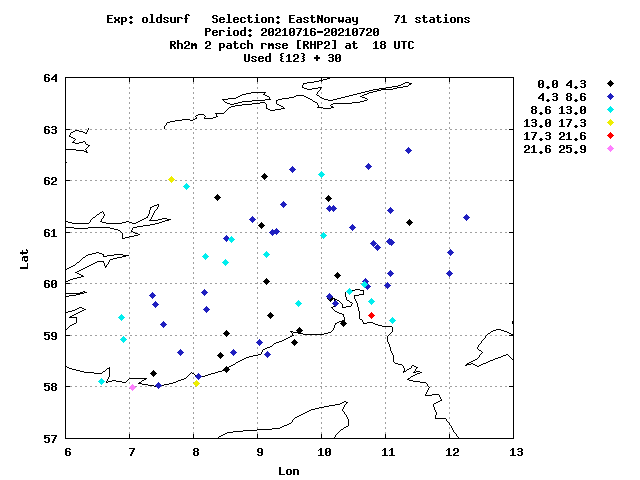 Exp: oldsurf   Selection: EastNorway     71 stations
Period: 20210716-20210720
Rh2m 2 patch rmse [RHP2] at  18 UTC
Used {12} + 30
64
63
62
61
60
59
58
57
Lat
6 7 8 9 10 11 12 13
Lon
0.0 4.3
4.3 8.6
8.6 13.0
13.0 17.3
17.3 21.6
21.6 25.9